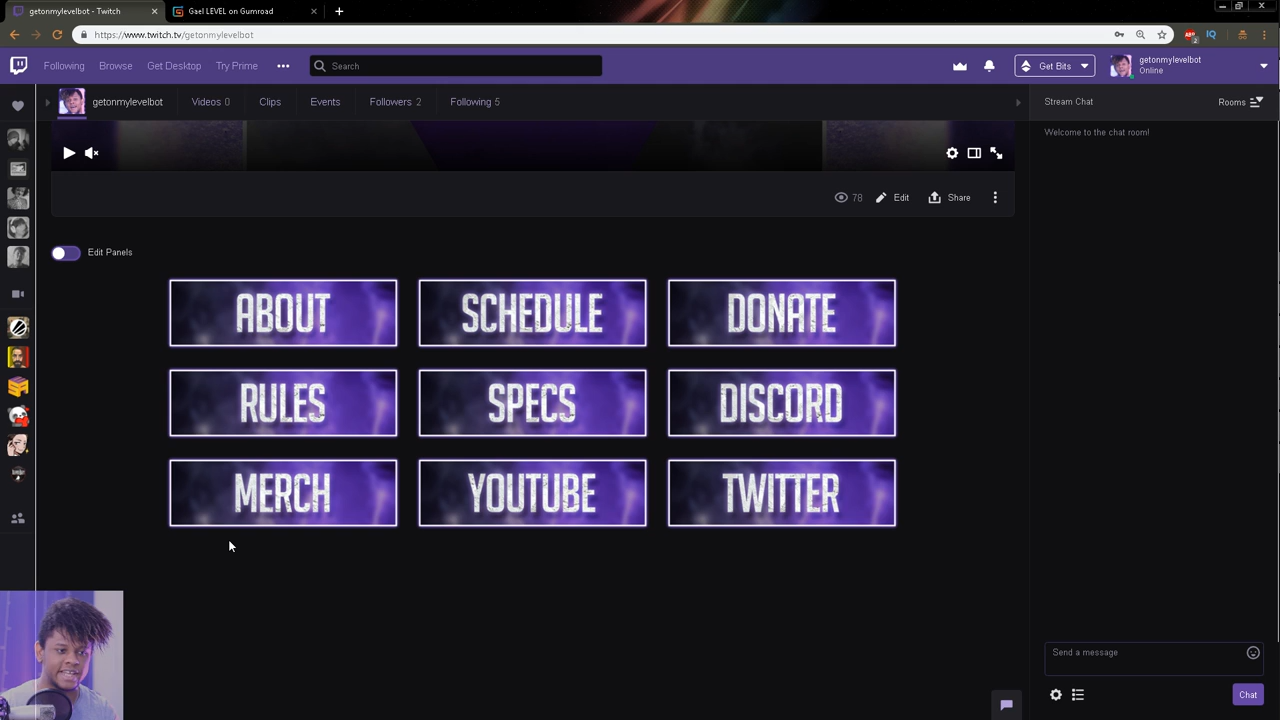 getonmylevelbot - Twitch
Gael LEVEL on Gumroad
https://www.twitch.tv/getonmylevelbot
2
Following
Browse
Get Desktop
Try Prime
Search
Get Bits
getonmylevelbot
Online
getonmylevelbot
Videos 0
Clips
Events
Followers 2
Following 5
Stream Chat
Rooms
Welcome to the chat room!
78
Edit
Share
Edit Panels
ABOUT
SCHEDULE
DONATE
RULES
SPECS
DISCORD
MERCH
YOUTUBE
TWITTER
Send a message
Chat